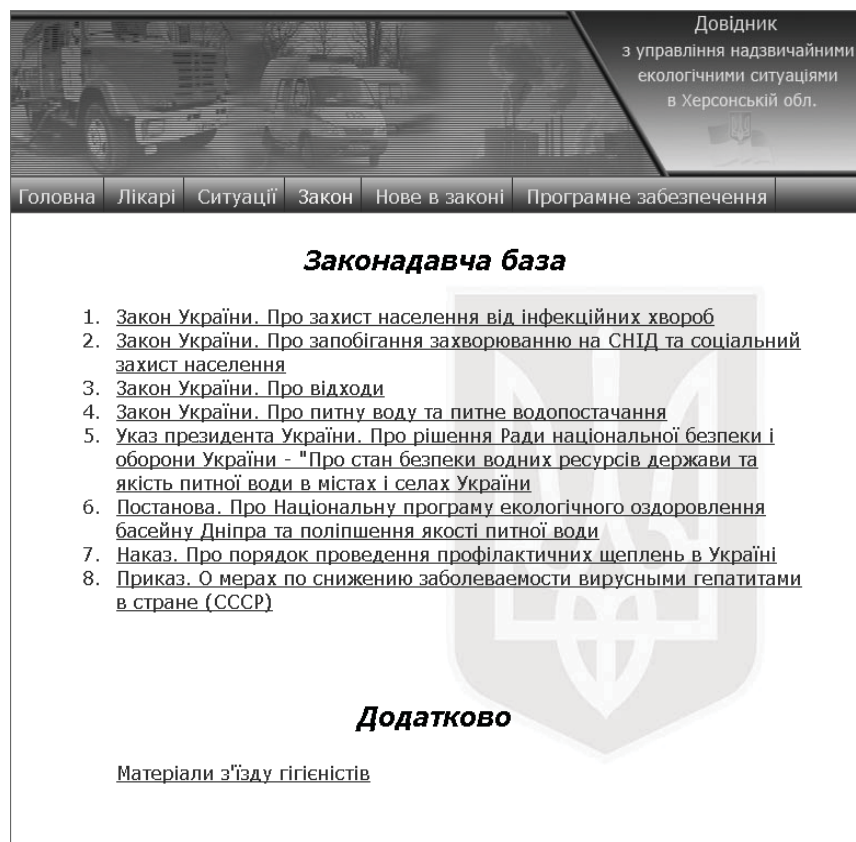 Довідник
з управління надзвичайними
екологічними ситуаціями
в Херсонській обл.
Головна Лікарі Ситуації Закон Нове в законі Програмне забезпечення
Законадавча база
1. Закон України. Про захист населення від інфекційних хвороб
2. Закон України. Про запобігання захворюванню на СНІД та соціальний
захист населення
3. Закон України. Про відходи
4. Закон України. Про питну воду та питне водопостачання
5. Указ президента України. Про рішення Ради національної безпеки і
оборони України - "Про стан безпеки водних ресурсів держави та
якість питної води в містах і селах України
6. Постанова. Про Національну програму екологічного оздоровлення
басейну Дніпра та поліпшення якості питної води
7. Наказ. Про порядок проведення профілактичних щеплень в Україні
8. Приказ. О мерах по снижению заболеваемости вирусными гепатитами
в стране (СССР)
Додатково
Матеріали з'їзду гігієністів